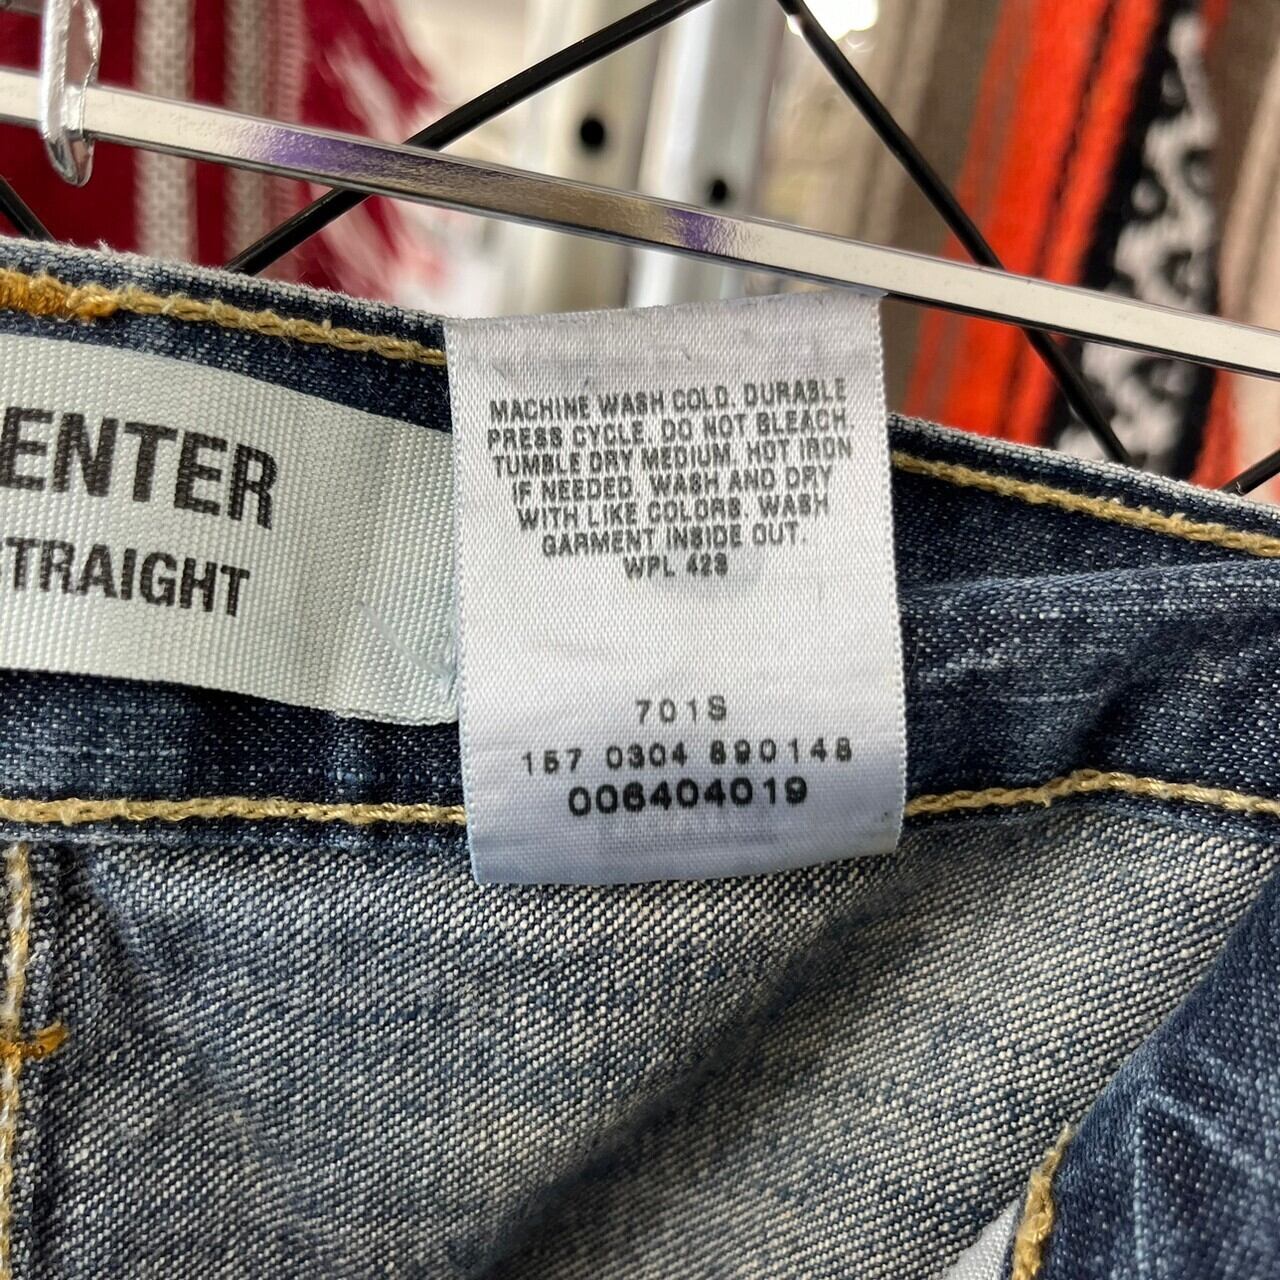 ENTER
STRAIGHT
MACHINE WASH COLD. DURABLE
PRESS CYCLE. DO NOT BLEACH.
TUMBLE DRY MEDIUM. HOT IRON
IF NEEDED. WASH AND DRY
WITH LIKE COLORS. WASH
GARMENT INSIDE OUT.
WPL 423
701S
157 0304 890148
006404019